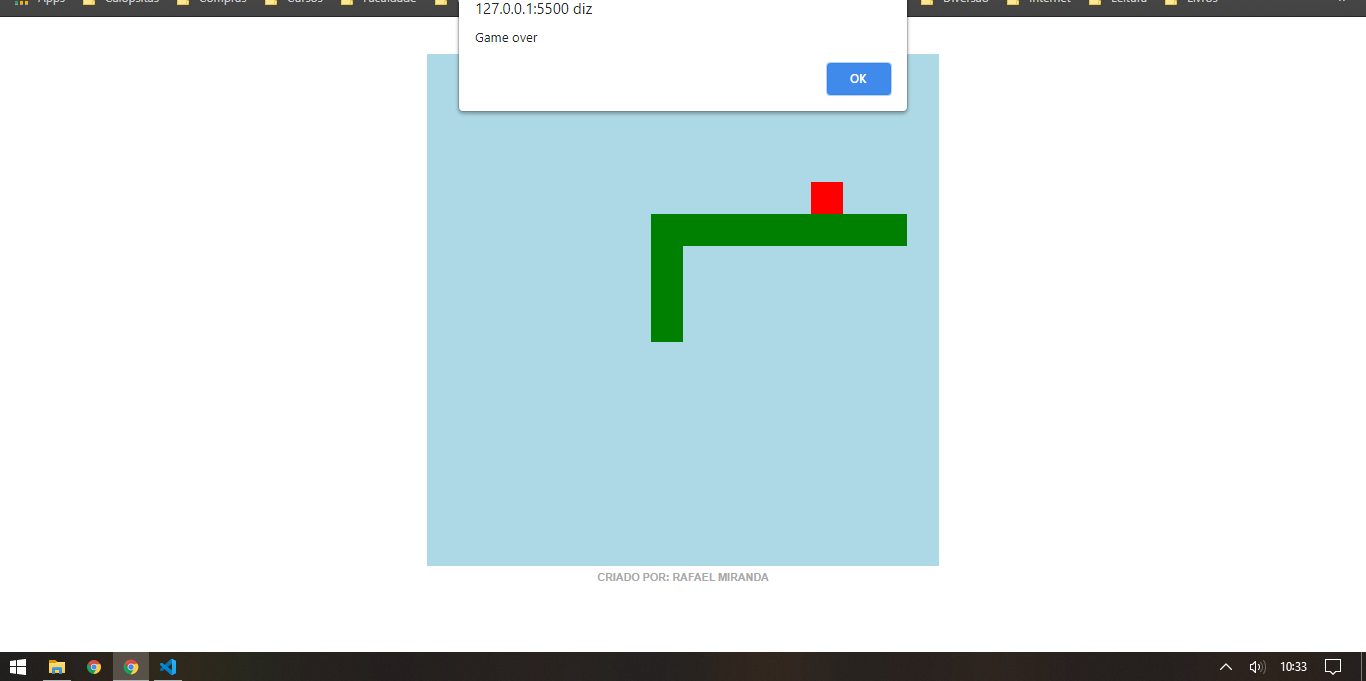 Apps Calopsitas Compras Cursos Faculdade Diversão Internet Leitura Livros
127.0.0.1:5500 diz
Game over
OK
CRIADO POR: RAFAEL MIRANDA
10:33